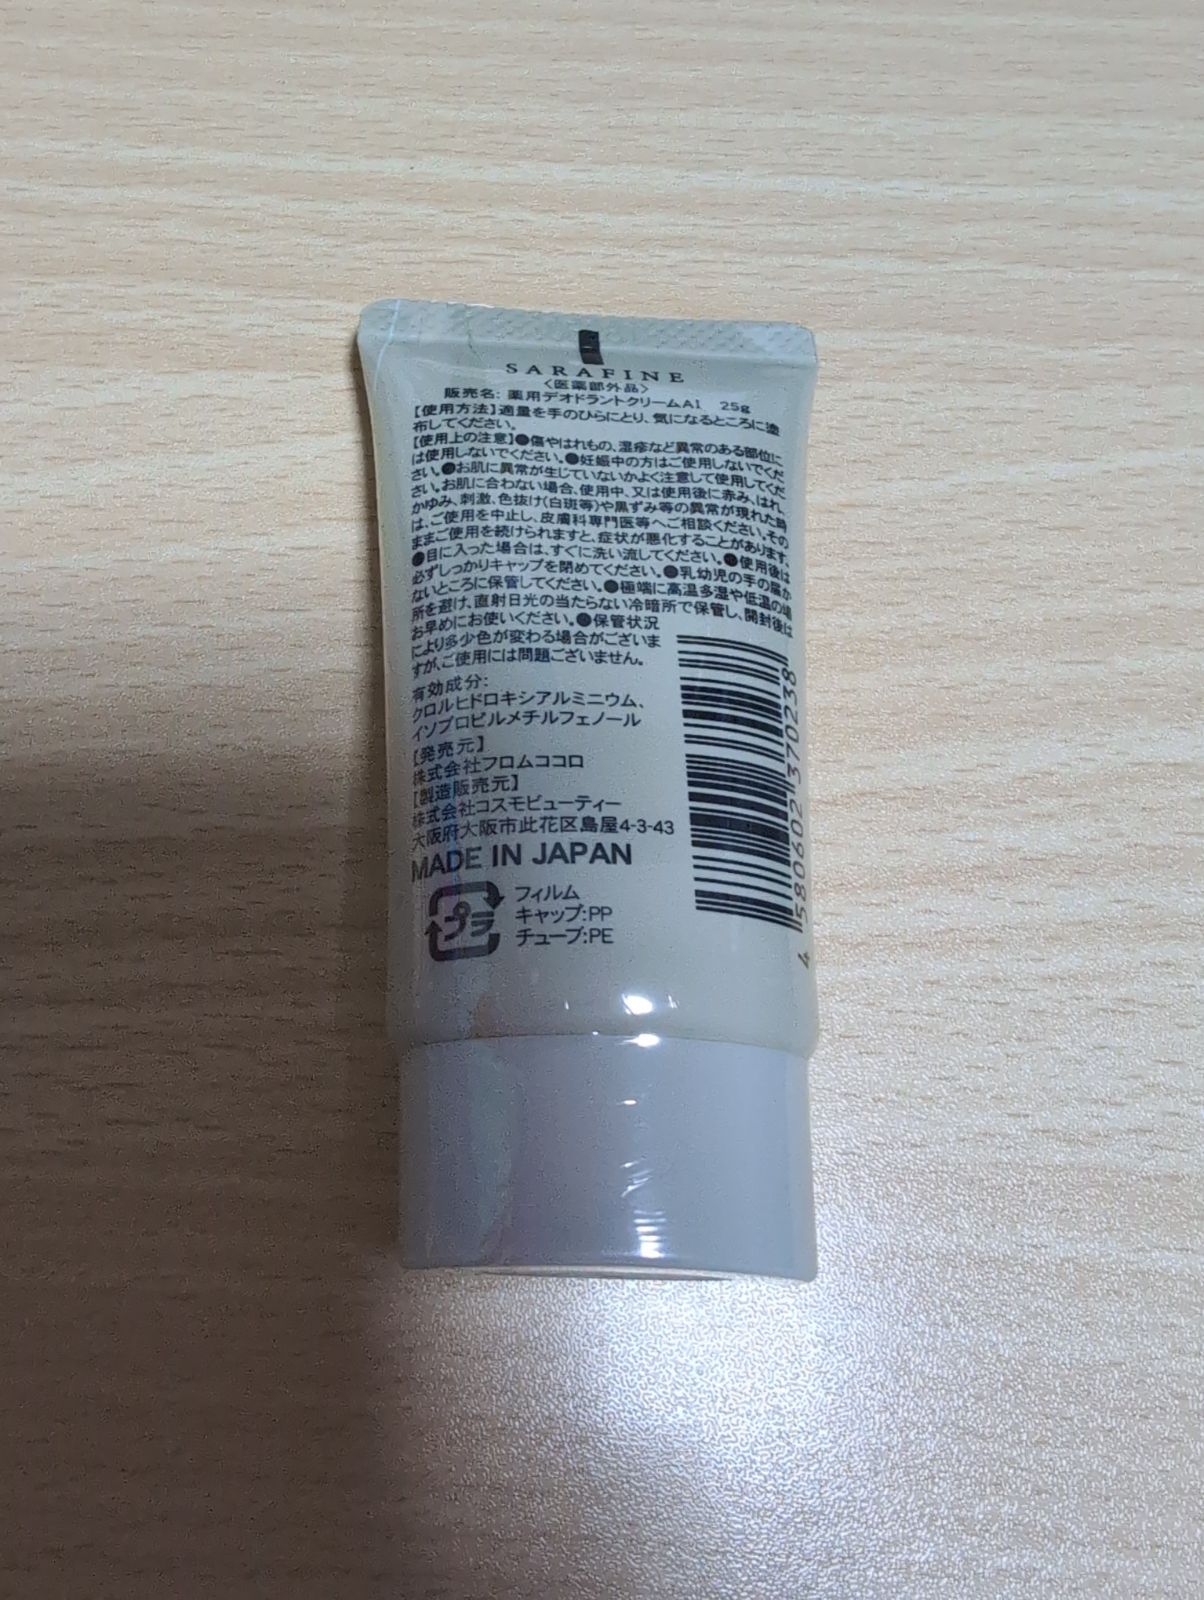 SARAFINE
〈医薬部外品〉
販売名: 薬用デオドラントクリームA1 25g
【使用方法】適量を手のひらにとり、気になるところに塗
布してください。
【使用上の注意】●傷やはれもの、湿疹など異常のある部位に
は使用しないでください。●妊娠中の方はご使用しないでくだ
さい。●お肌に異常が生じていないかよく注意して使用してくだ
さい。お肌に合わない場合、使用中、又は使用後に赤み、はれ、
かゆみ、刺激、色抜け(白斑等)や黒ずみ等の異常が現れた時
は、ご使用を中止し、皮膚科専門医等へご相談ください。その
ままご使用を続けられますと、症状が悪化することがあります。
●目に入った場合は、すぐに洗い流してください。●使用後は
必ずしっかりキャップを閉めてください。●乳幼児の手の届か
ないところに保管してください。●極端に高温多湿や低温の場
所を避け、直射日光の当たらない冷暗所で保管し、開封後は
お早めにお使いください。●保管状況
により多少色が変わる場合がございま
すが、ご使用には問題ございません。
有効成分:
クロルヒドロキシアルミニウム、
イソプロピルメチルフェノール
【発売元】
株式会社フロムココロ
【製造販売元】
株式会社コスモビューティー
大阪府大阪市此花区島屋4-3-43
MADE IN JAPAN
プラ
フィルム
キャップ:PP
チューブ:PE
4 580602 370238